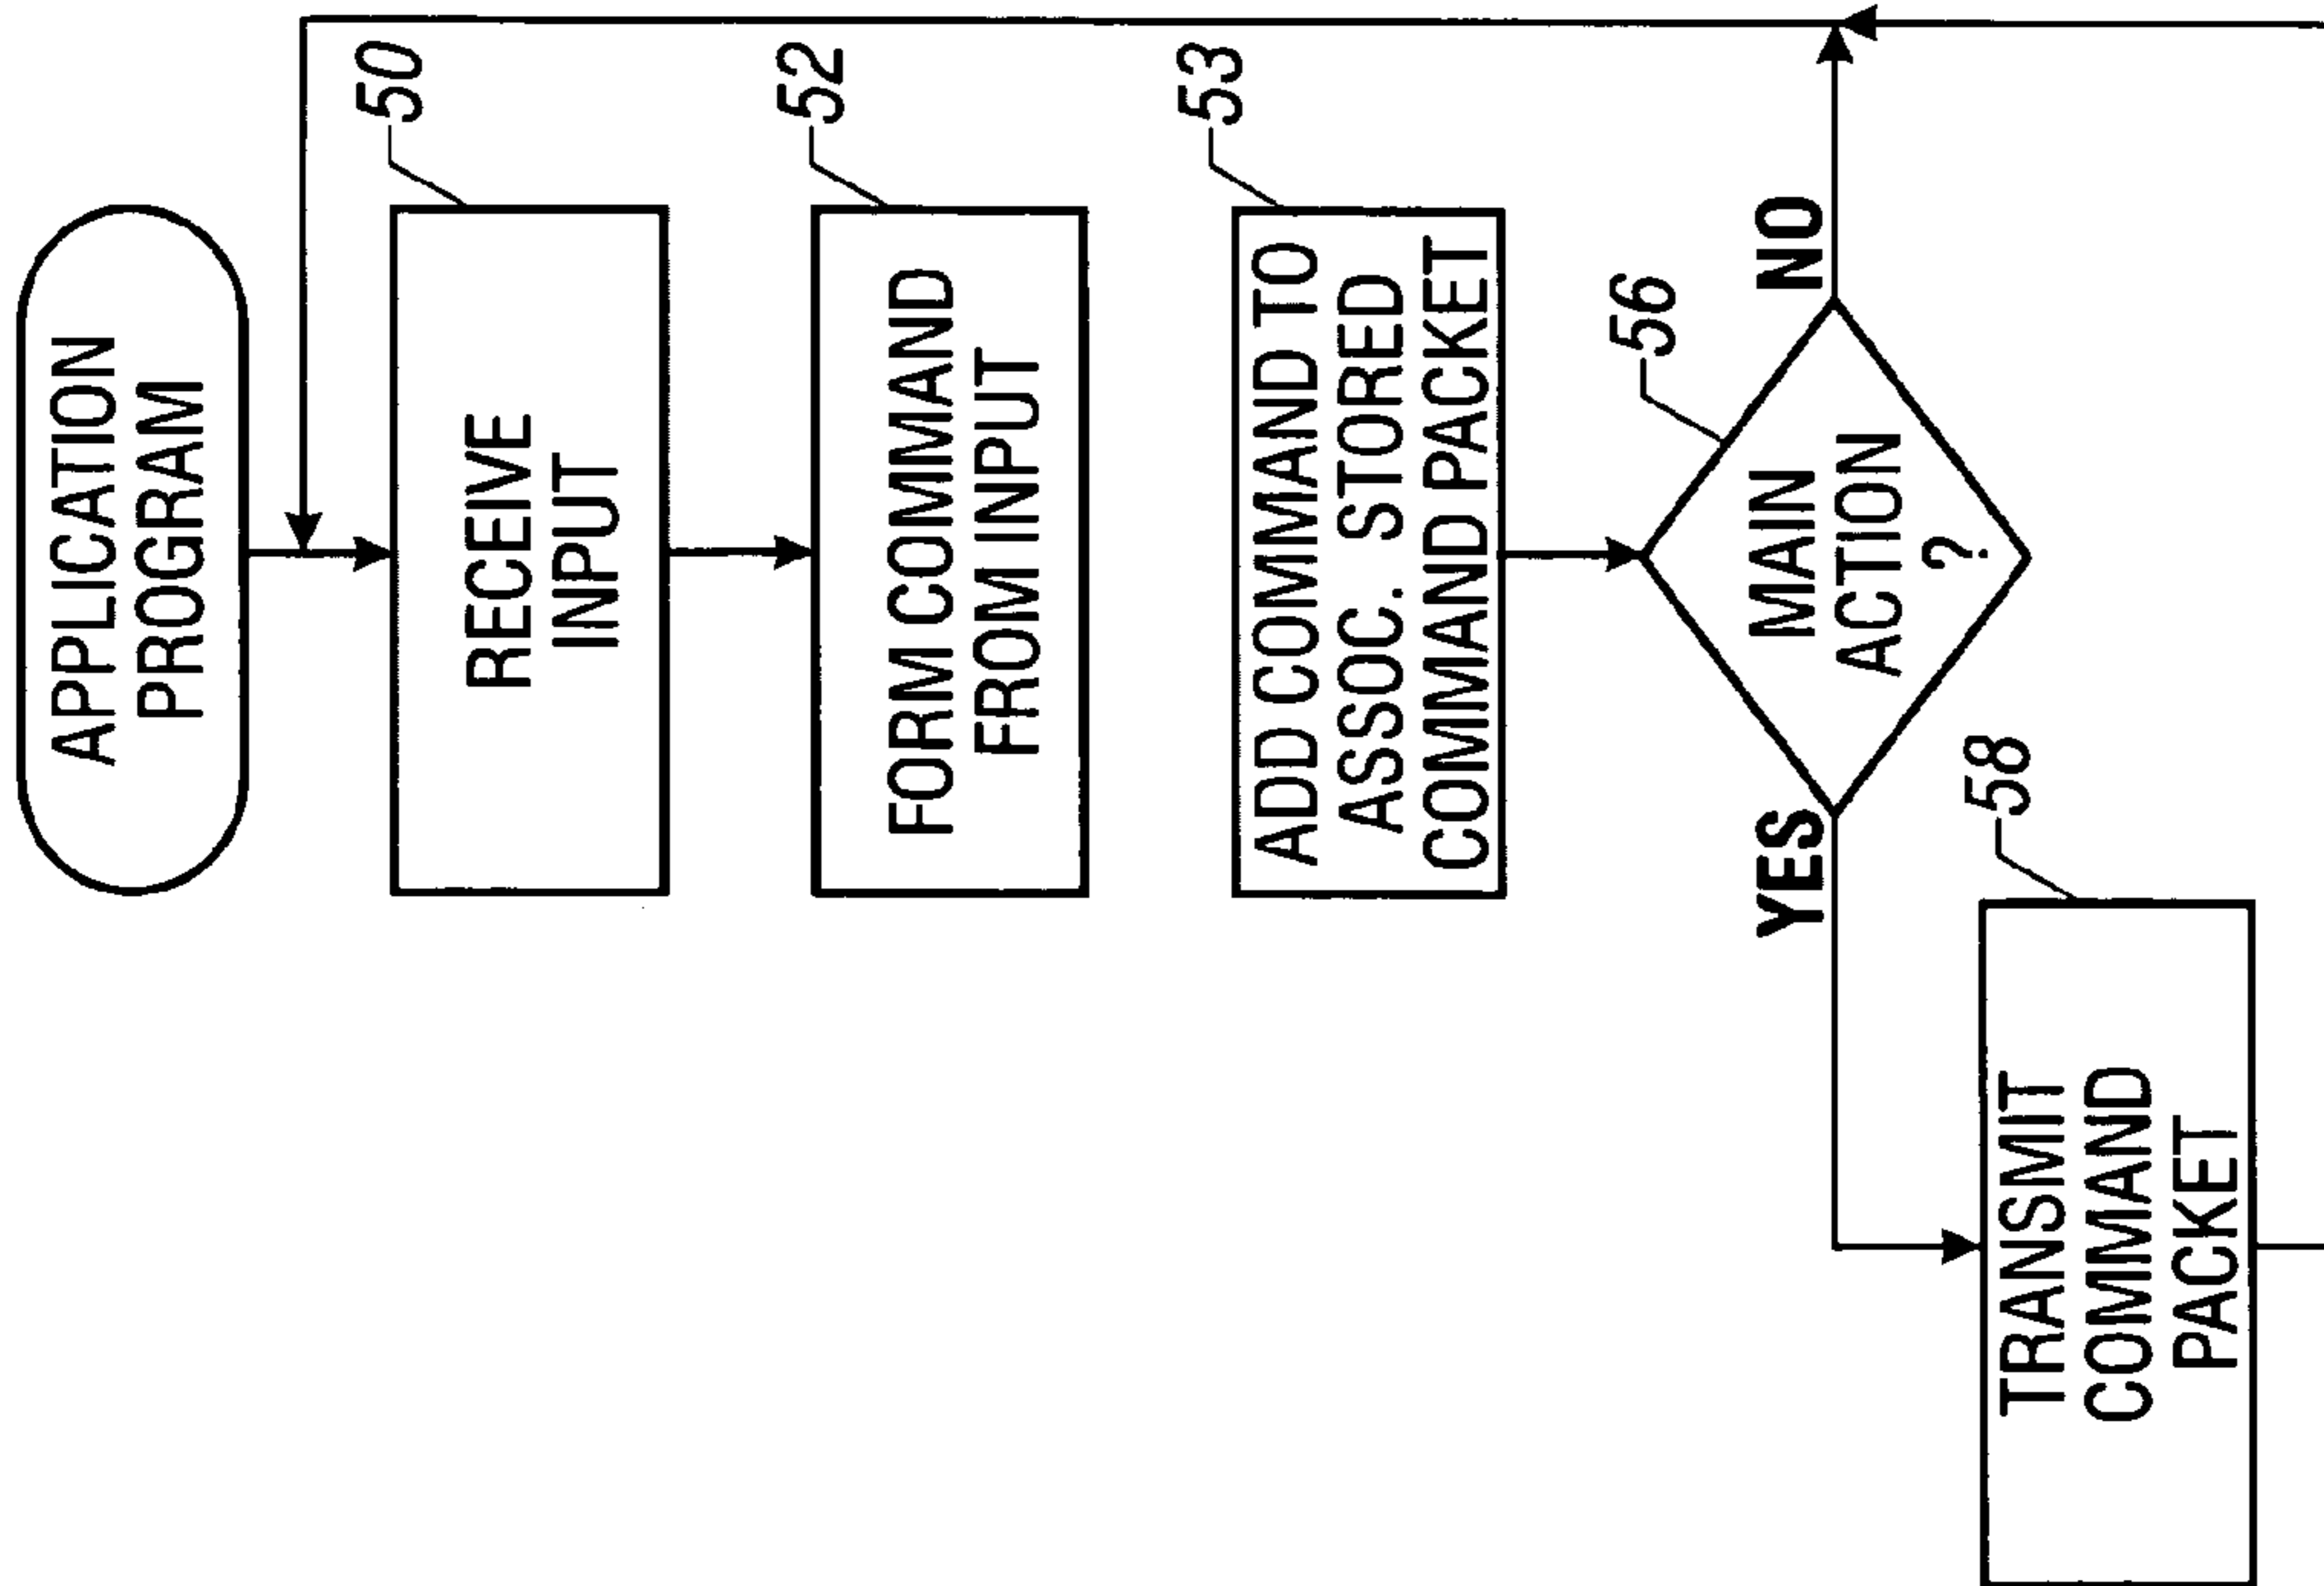 APPLICATION
PROGRAM
50
RECEIVE
INPUT
52
FORM COMMAND
FROM INPUT
53
ADD COMMAND TO
ASSOC. STORED
COMMAND PACKET
56
MAIN
ACTION
?
NO
YES
58
TRANSMIT
COMMAND
PACKET